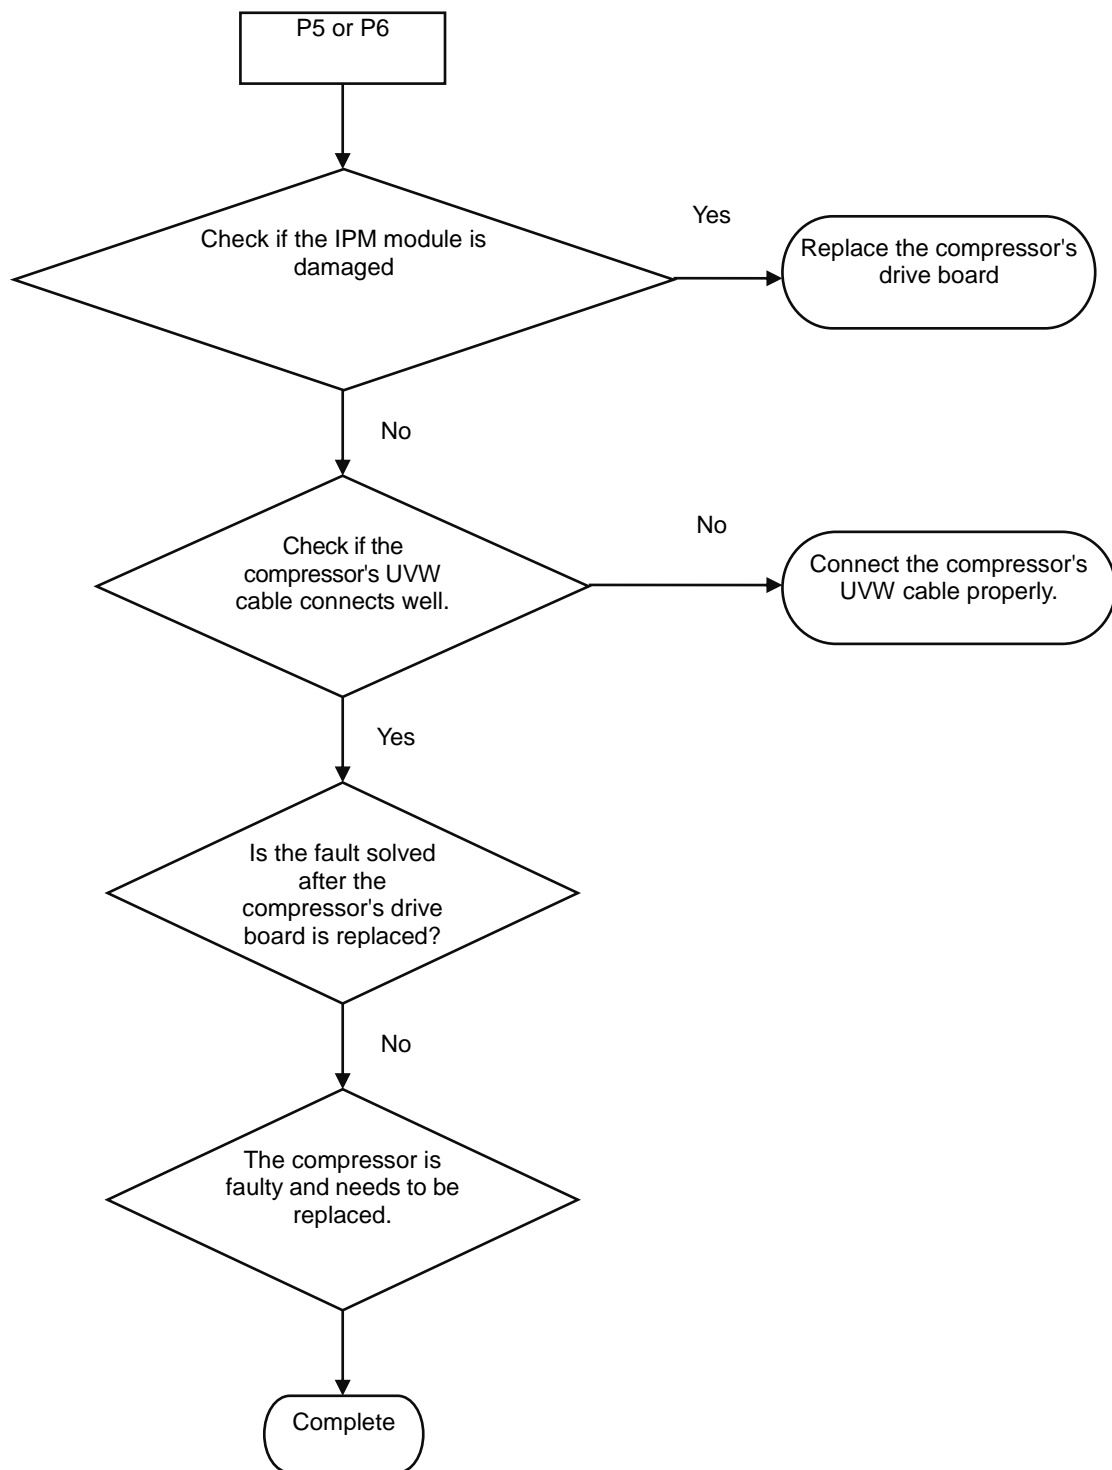 P5 or P6
Check if the IPM module is
damaged
Yes
Replace the compressor's
drive board
No
Check if the
compressor's UVW
cable connects well.
No
Connect the compressor's
UVW cable properly.
Yes
Is the fault solved
after the
compressor's drive
board is replaced?
No
The compressor is
faulty and needs to be
replaced.
Complete